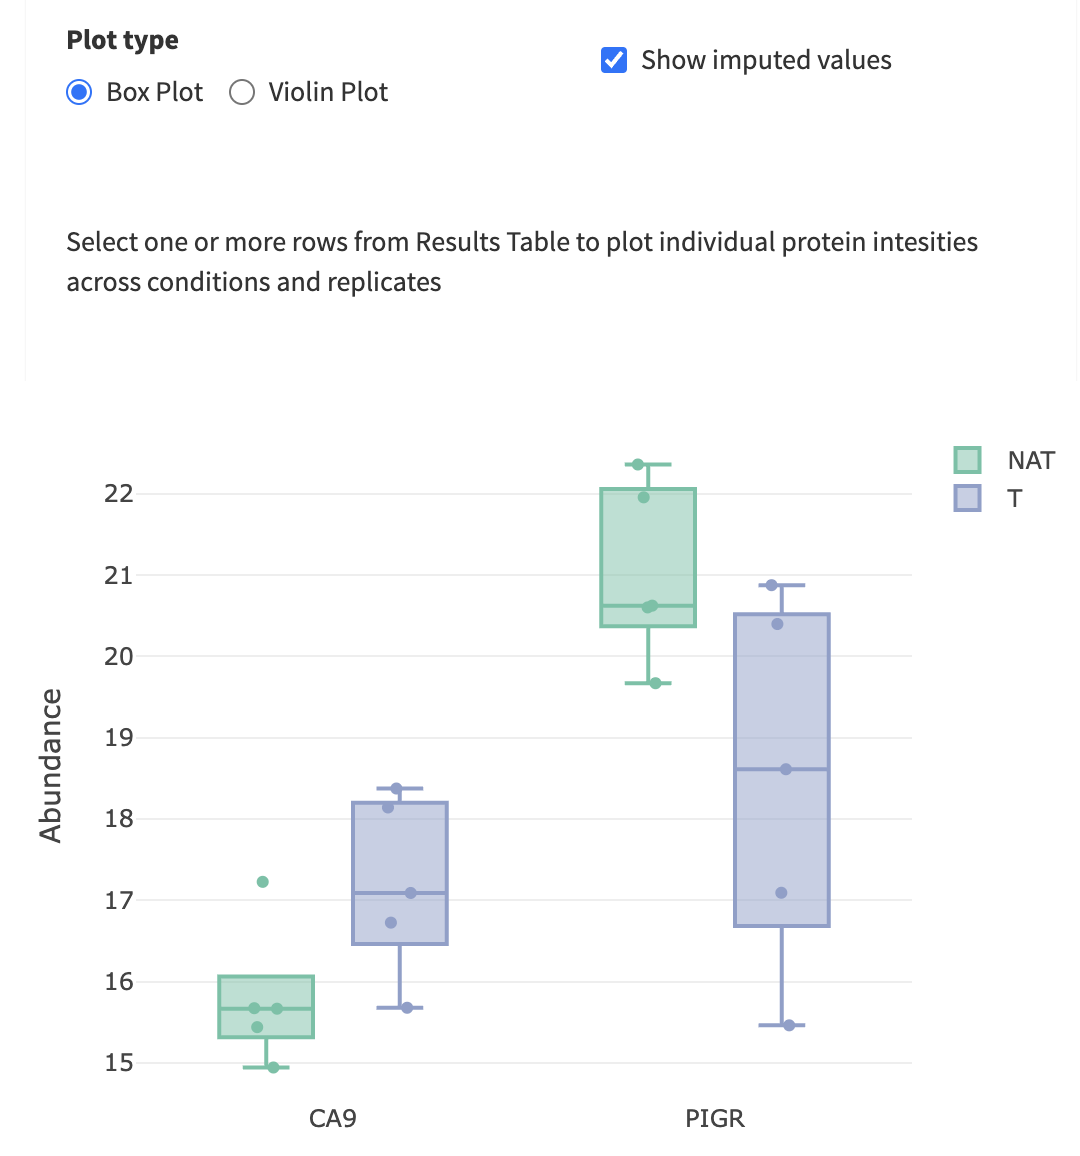 Plot type
Show imputed values
Box Plot Violin Plot
Select one or more rows from Results Table to plot individual protein intesities
across conditions and replicates
NAT
T
22
21
20
19
18
17
16
15
Abundance
CA9 PIGR